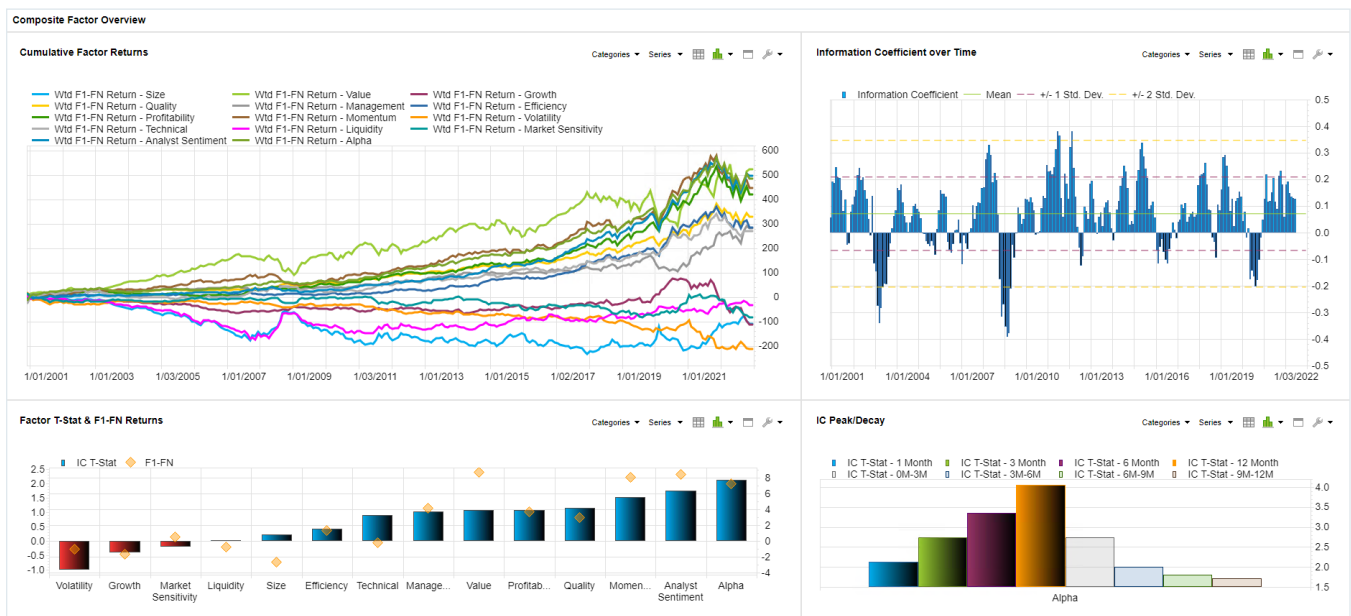 Composite Factor Overview
Cumulative Factor Returns
Categories Series
Wtd F1-FN Return - Size Wtd F1-FN Return - Value Wtd F1-FN Return - Growth
Wtd F1-FN Return - Quality Wtd F1-FN Return - Management Wtd F1-FN Return - Efficiency
Wtd F1-FN Return - Profitability Wtd F1-FN Return - Momentum Wtd F1-FN Return - Volatility
Wtd F1-FN Return - Technical Wtd F1-FN Return - Liquidity Wtd F1-FN Return - Market Sensitivity
Wtd F1-FN Return - Analyst Sentiment Wtd F1-FN Return - Alpha
600
500
400
300
200
100
0
-100
-200
1/01/2001 1/01/2003 1/03/2005 1/01/2007 1/01/2009 1/03/2011 1/01/2013 1/01/2015 1/02/2017 1/01/2019 1/01/2021
Information Coefficient over Time
Categories Series
Information Coefficient Mean +/- 1 Std. Dev. +/- 2 Std. Dev.
0.5
0.4
0.3
0.2
0.1
0.0
-0.1
-0.2
-0.3
-0.4
-0.5
1/01/2001 1/01/2004 1/01/2007 1/01/2010 1/01/2013 1/01/2016 1/01/2019 1/03/2022
Factor T-Stat & F1-FN Returns
Categories Series
IC T-Stat F1-FN
2.5
2.0
1.5
1.0
0.5
0.0
-0.5
-1.0
8
6
4
2
0
-2
-4
Volatility Growth Market Sensitivity Liquidity Size Efficiency Technical Manage... Value Profitab... Quality Momen... Analyst Sentiment Alpha
IC Peak/Decay
Categories Series
IC T-Stat - 1 Month IC T-Stat - 3 Month IC T-Stat - 6 Month IC T-Stat - 12 Month
IC T-Stat - 0M-3M IC T-Stat - 3M-6M IC T-Stat - 6M-9M IC T-Stat - 9M-12M
4.0
3.5
3.0
2.5
2.0
1.5
Alpha